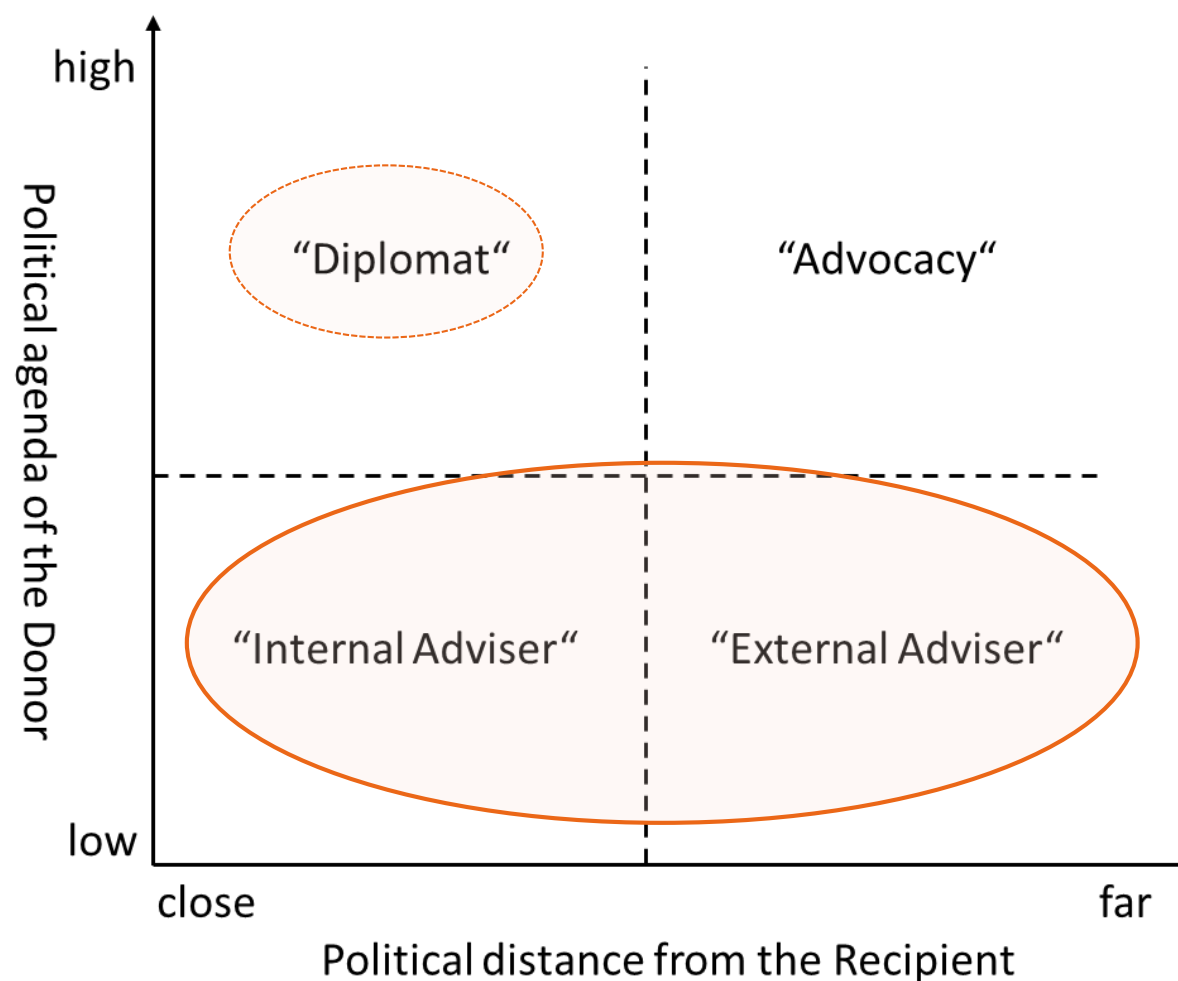 high
Political agenda of the Donor
“Diplomat“
“Advocacy“
“Internal Adviser“
“External Adviser“
low
close
far
Political distance from the Recipient